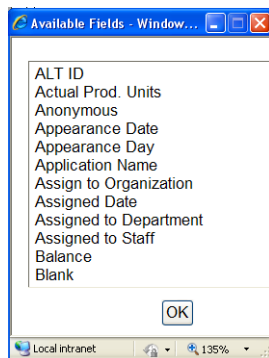 Available Fields - Window...
ALT ID
Actual Prod. Units
Anonymous
Appearance Date
Appearance Day
Application Name
Assign to Organization
Assigned Date
Assigned to Department
Assigned to Staff
Balance
Blank
OK
Local intranet
135%